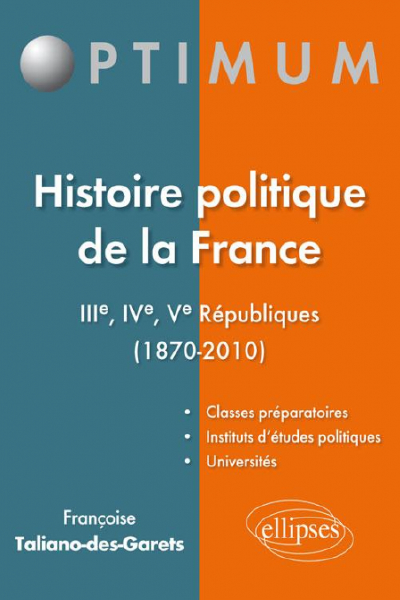 OPTIMUM
Histoire politique
de la France
IIIe, IVe, Ve Républiques
(1870-2010)
• Classes préparatoires
• Instituts d'études politiques
• Universités
Françoise
Taliano-des-Garets
ellipses